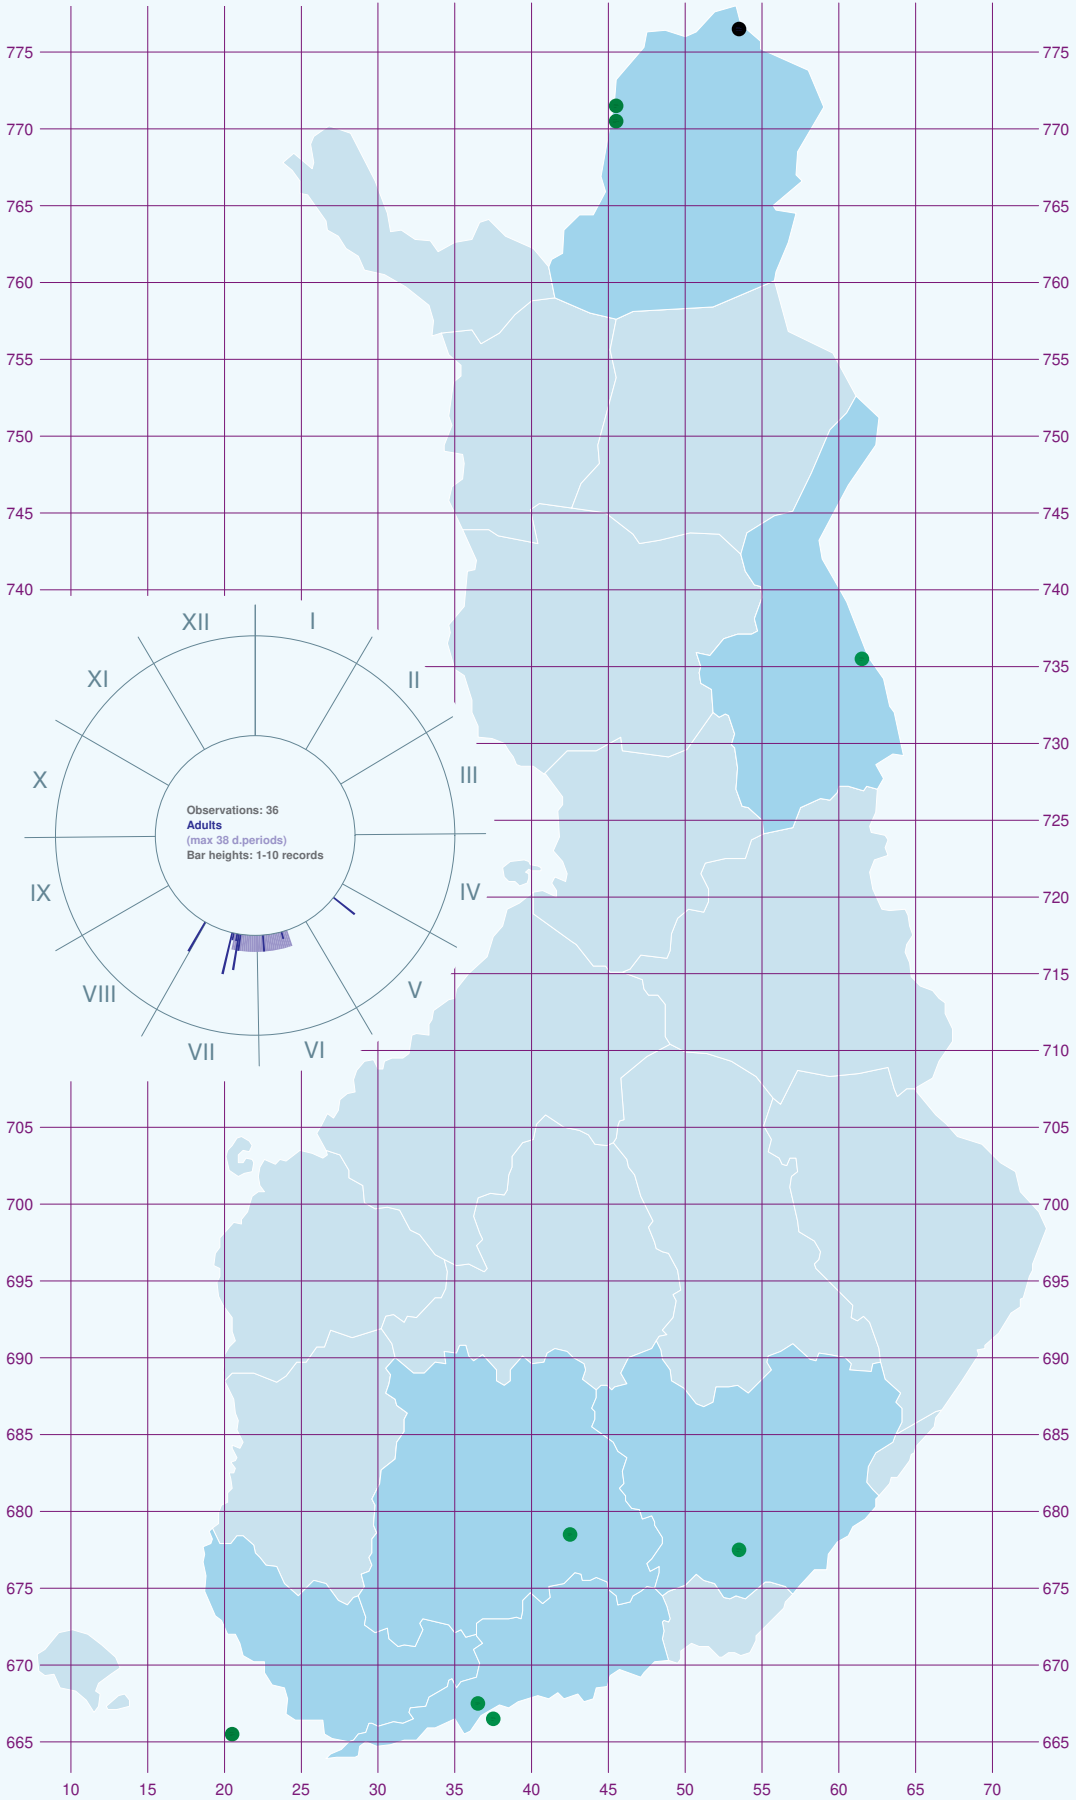 775 775
770 770
765 765
760 760
755 755
750 750
745 745
740 740
XII I
XI II
735
X III
730
Observations: 36
Adults
(max 38 d.periods)
Bar heights: 1-10 records
725
IX IV
720
VIII V
715
VII VI
710
705 705
700 700
695 695
690 690
685 685
680 680
675 675
670 670
665 665
10 15 20 25 30 35 40 45 50 55 60 65 70